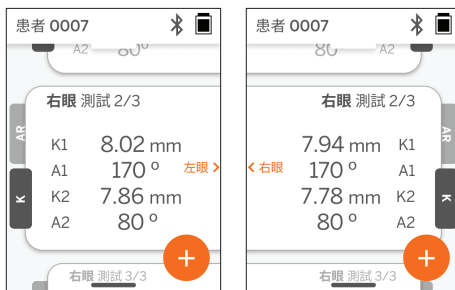 患者 0007
A2 80º
右眼 測試 2/3
AR
K
K1 8.02 mm
A1 170 º
左眼 >
K2 7.86 mm
A2 80 º
+
右眼 測試 3/3
患者 0007
80º A2
右眼 測試 2/3
AR
K
7.94 mm K1
< 右眼
170 º A1
7.78 mm K2
80 º A2
+
右眼 測試 3/3